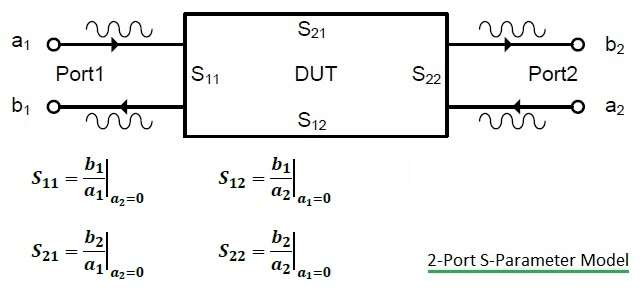 a₁ S₂₁ b₂
Port1 S₁₁ DUT S₂₂ Port2
b₁ S₁₂ a₂
S₁₁ = b₁/a₁|a₂=0 S₁₂ = b₁/a₂|a₁=0
S₂₁ = b₂/a₁|a₂=0 S₂₂ = b₂/a₂|a₁=0
2-Port S-Parameter Model